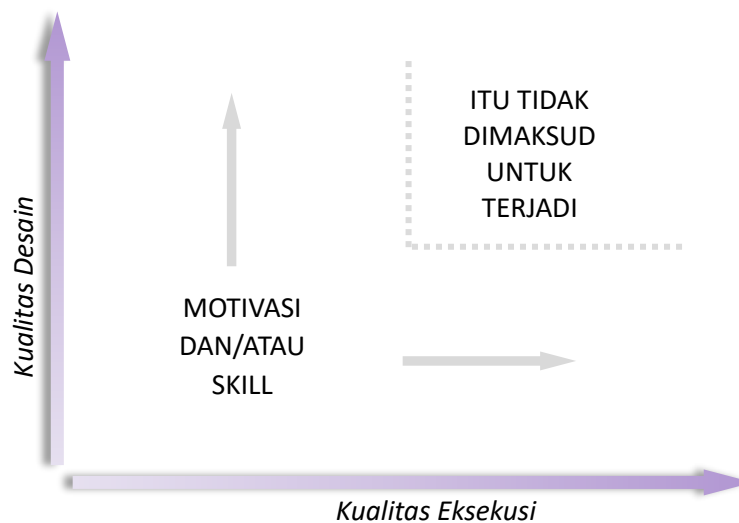 ITU TIDAK
DIMAKSUD
UNTUK
TERJADI
Kualitas Desain
MOTIVASI
DAN/ATAU
SKILL
Kualitas Eksekusi